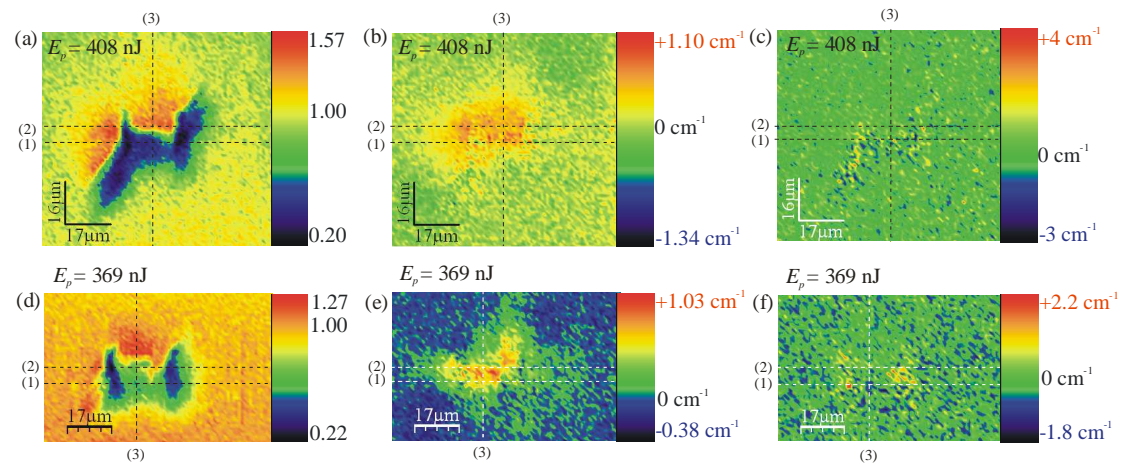 (3)
(a) Eₚ = 408 nJ
1.57
1.00
0.20
(2)
(1)
16μm
17μm
(3)
(b) Eₚ = 408 nJ
+1.10 cm⁻¹
0 cm⁻¹
-1.34 cm⁻¹
(2)
(1)
16μm
17μm
(3)
(c) Eₚ = 408 nJ
+4 cm⁻¹
0 cm⁻¹
-3 cm⁻¹
(2)
(1)
16μm
17μm
Eₚ = 369 nJ
(d)
1.27
1.00
0.22
(2)
(1)
17μm
(3)
Eₚ = 369 nJ
(e)
+1.03 cm⁻¹
0 cm⁻¹
-0.38 cm⁻¹
(2)
(1)
17μm
(3)
Eₚ = 369 nJ
(f)
+2.2 cm⁻¹
0 cm⁻¹
-1.8 cm⁻¹
(2)
(1)
17μm
(3)